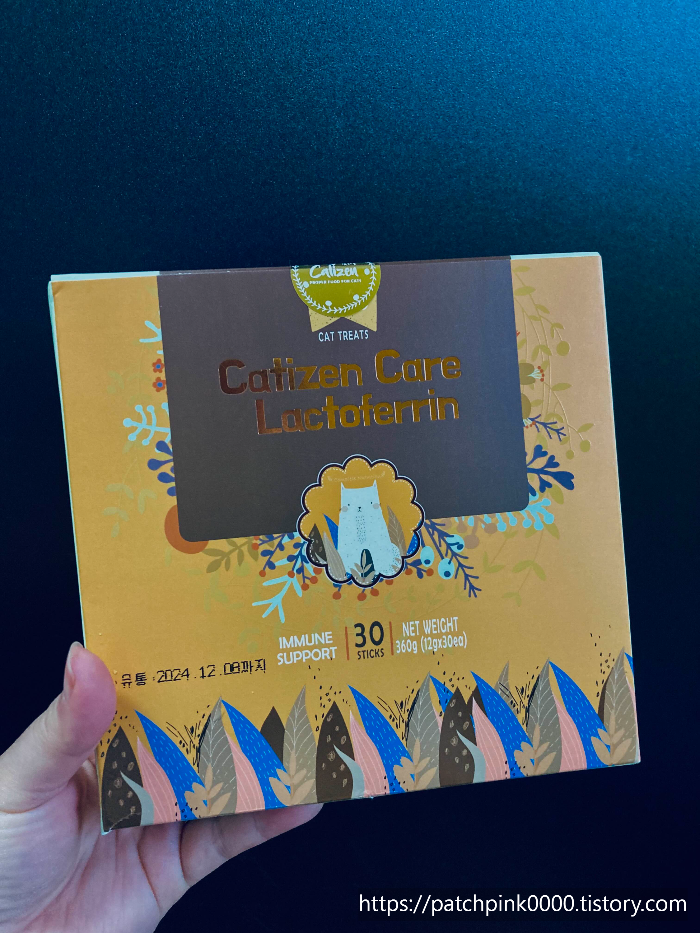 Catizen
PREMIUM FOOD FOR CATS
CAT TREATS
Catizen Care
Lactoferrin
IMMUNE
SUPPORT
30
STICKS
NET WEIGHT
360g (12gx30ea)
유통:2024.12.08까지
https://patchpink0000.tistory.com